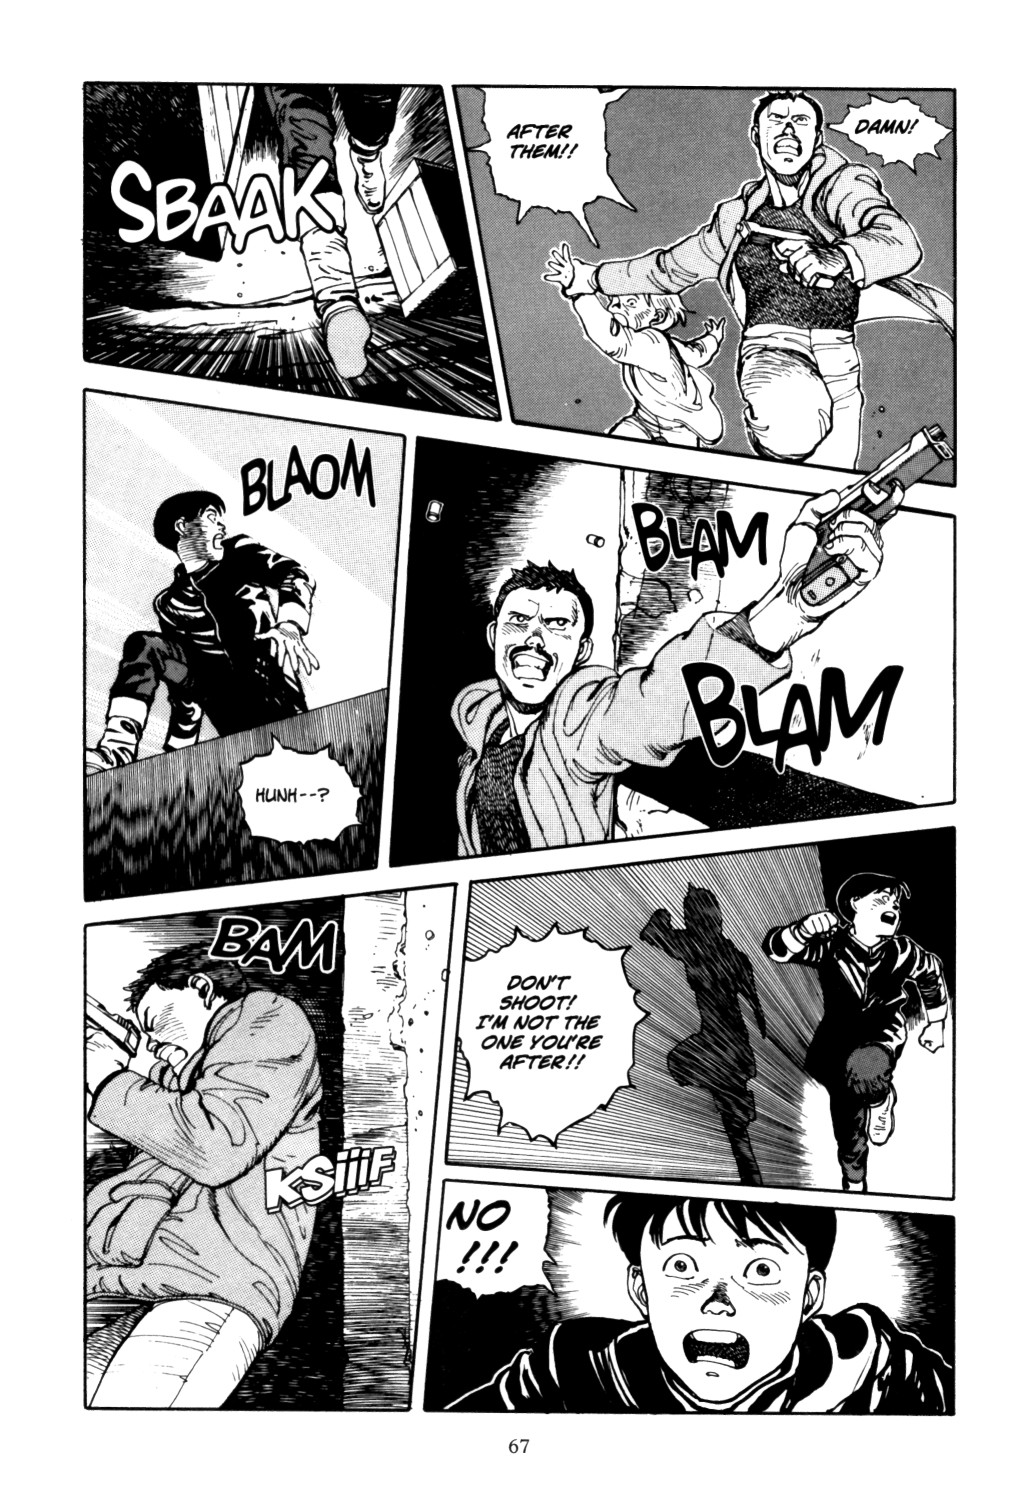 SBAAK
AFTER
THEM!!
DAMN!
BLAOM
HUNH--?
BLAM
BLAM
BAM
KSiiiF
DON'T
SHOOT!
I'M NOT THE
ONE YOU'RE
AFTER!!
NO
!!!
67